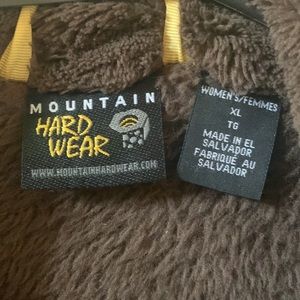 MOUNTAIN
HARD
WEAR
WWW.MOUNTAINHARDWEAR.COM
WOMEN'S/FEMMES
XL
TG
MADE IN EL
SALVADOR
FABRIQUÉ AU
SALVADOR